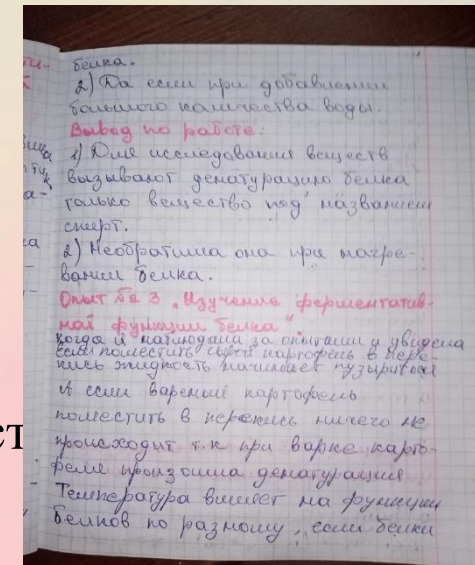 белка.
2) Да если при добавлении
большого количества воды.
Вывод по работе:
1) Для исследования веществ
вызывают денатурацию белка
только вещество под названием
спирт.
2) Необратима она при нагре-
вании белка.
Опыт № 3 „Изучение ферментатив-
ной функции белка"
Когда я наблюдала за опытами я увидела
если поместить сырой картофель в пере-
кись жидкость начинает пузыриться
А если вареный картофель
поместить в перекись ничего не
происходит т.к при варке карто-
феля произошла денатурация
Температура влияет на функции
белков по разному, если белки
ст